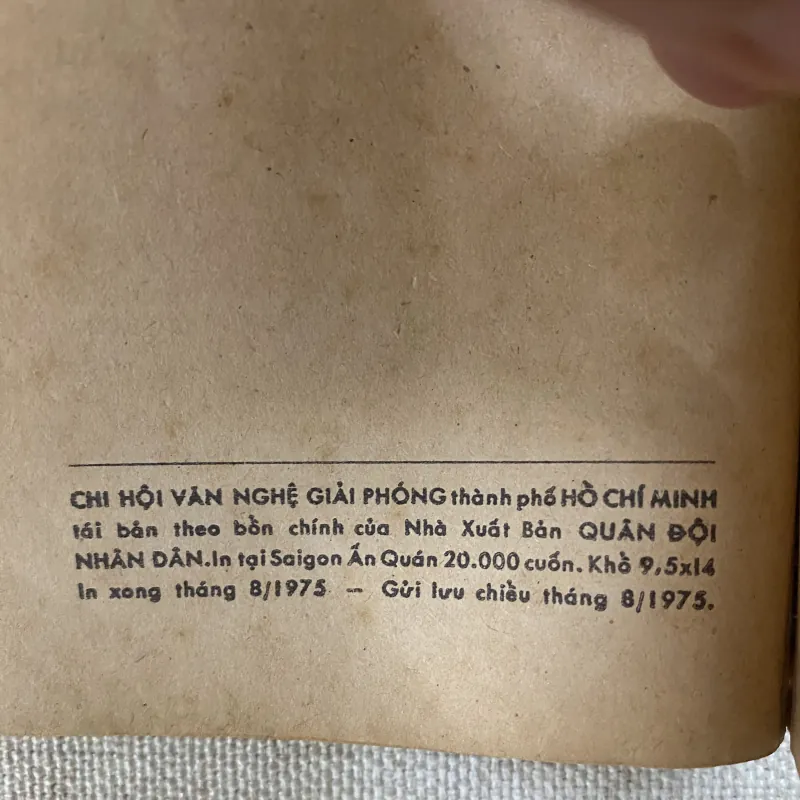 CHI HỘI VĂN NGHỆ GIẢI PHÓNG thành phố HỒ CHÍ MINH
tái bản theo bổn chính của Nhà Xuất Bản QUÂN ĐỘI
NHÂN DÂN. In tại Saigon Ấn Quán 20.000 cuốn. Khổ 9,5x14
In xong tháng 8/1975 — Gửi lưu chiểu tháng 8/1975.